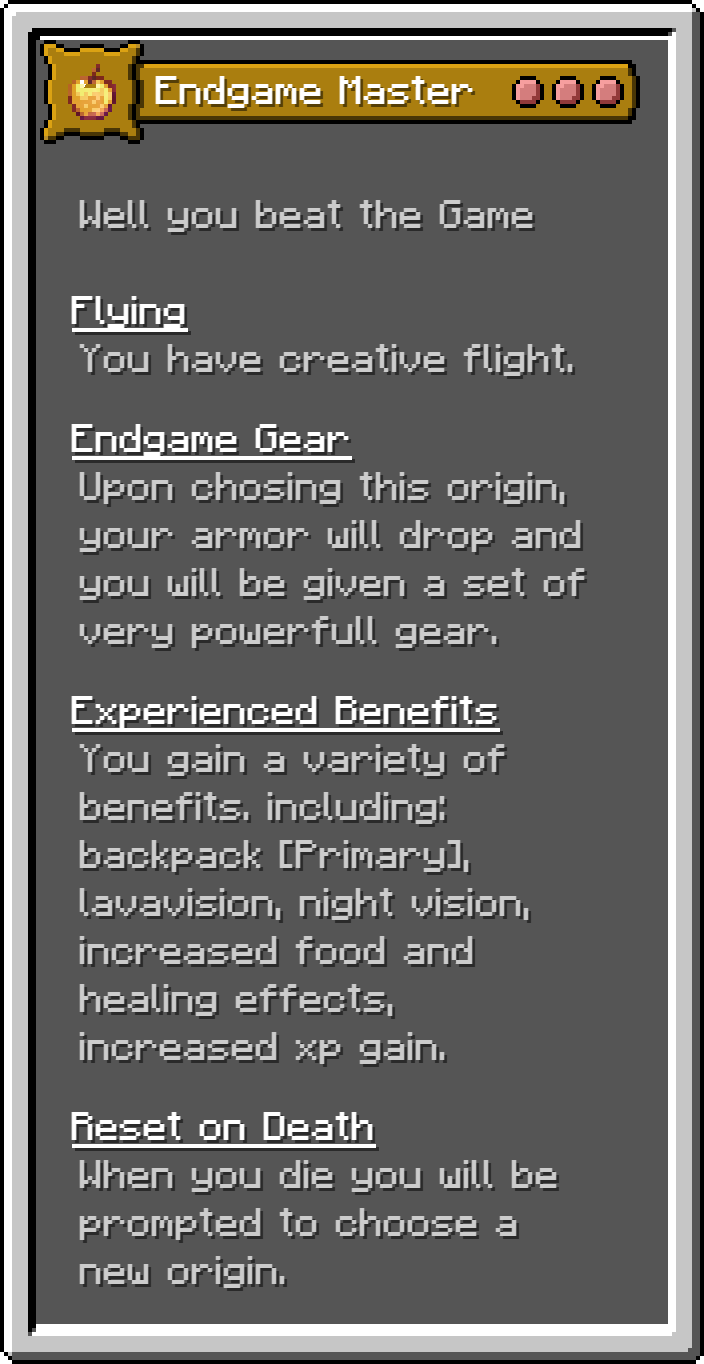 Endgame Master
Well you beat the Game
Flying
You have creative flight.
Endgame Gear
Upon chosing this origin,
your armor will drop and
you will be given a set of
very powerfull gear.
Experienced Benefits
You gain a variety of
benefits. including:
backpack [Primary],
lavavision, night vision,
increased food and
healing effects,
increased xp gain.
Reset on Death
When you die you will be
prompted to choose a
new origin.